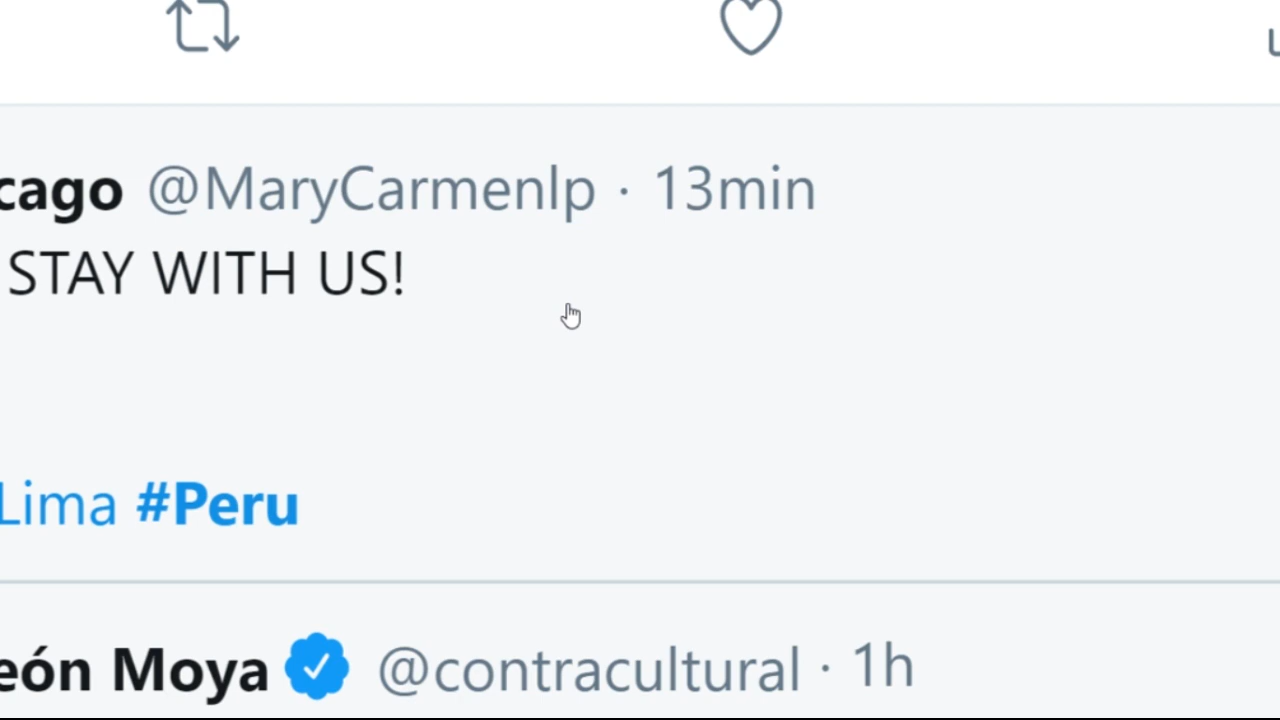 cago @MaryCarmenlp · 13min
STAY WITH US!
Lima #Peru
eón Moya @contracultural · 1h